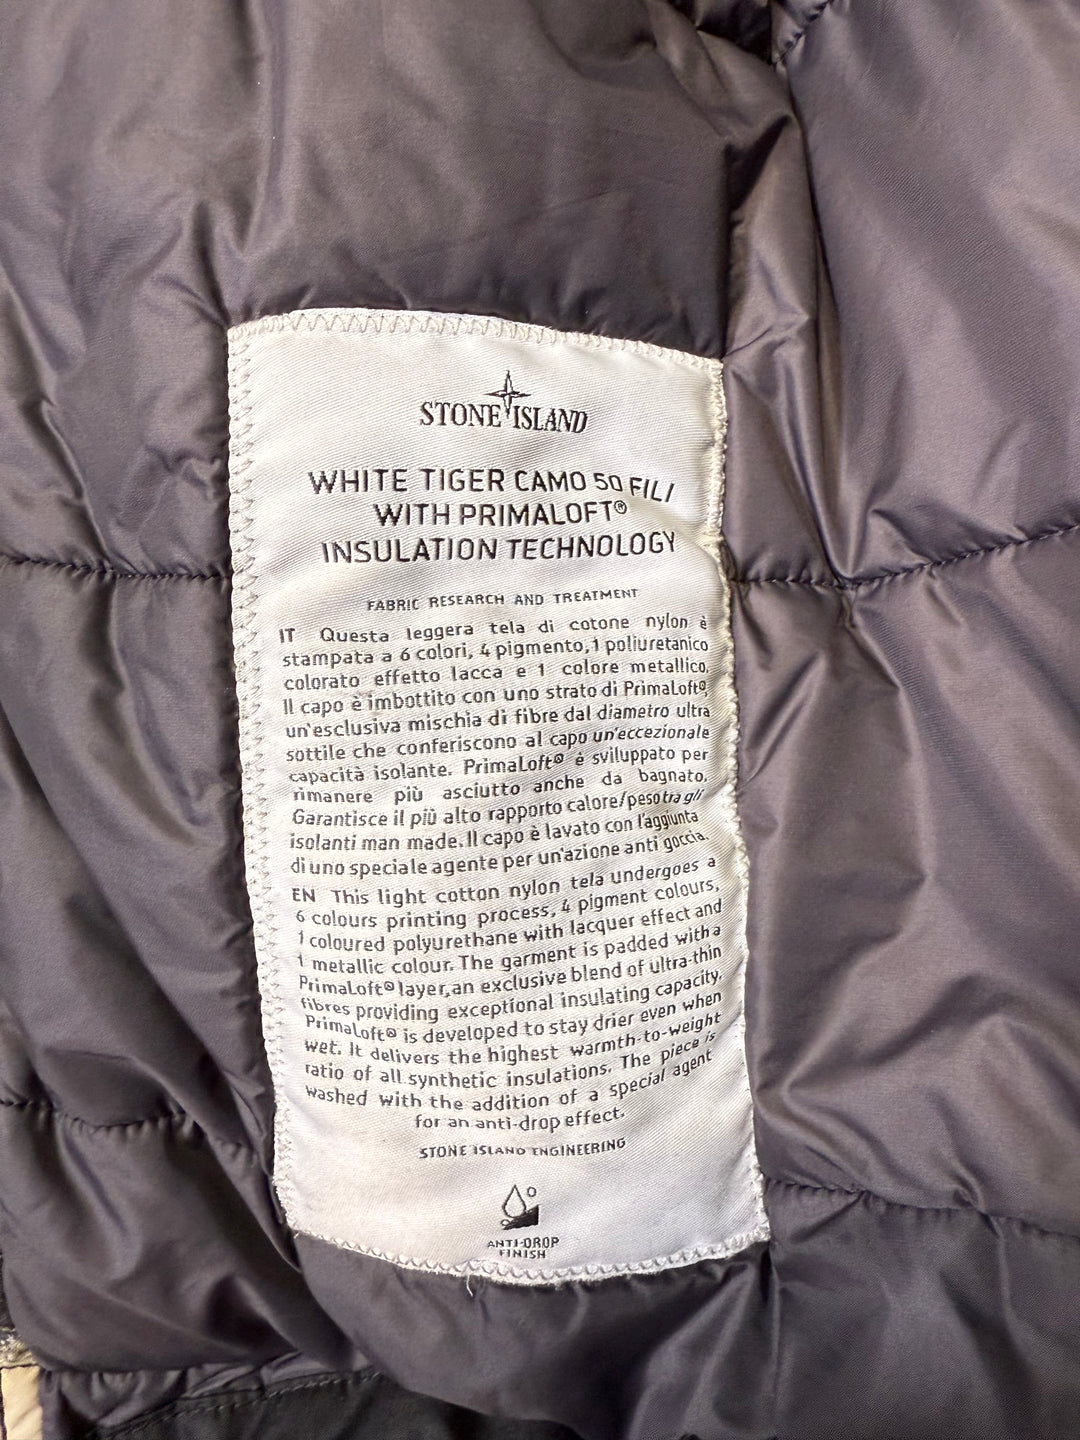 STONE ISLAND
WHITE TIGER CAMO 50 FILI
WITH PRIMALOFT®
INSULATION TECHNOLOGY
FABRIC RESEARCH AND TREATMENT
IT Questa leggera tela di cotone nylon è
stampata a 6 colori, 4 pigmento, 1 poliuretanico
colorato effetto lacca e 1 colore metallico.
Il capo è imbottito con uno strato di PrimaLoft®,
un'esclusiva mischia di fibre dal diametro ultra
sottile che conferiscono al capo un'eccezionale
capacità isolante. PrimaLoft® è sviluppato per
rimanere più asciutto anche da bagnato.
Garantisce il più alto rapporto calore/peso tra gli
isolanti man made. Il capo è lavato con l'aggiunta
di uno speciale agente per un'azione anti goccia.
EN This light cotton nylon tela undergoes a
6 colours printing process, 4 pigment colours,
1 coloured polyurethane with lacquer effect and
1 metallic colour. The garment is padded with a
PrimaLoft® layer, an exclusive blend of ultra-thin
fibres providing exceptional insulating capacity.
PrimaLoft® is developed to stay drier even when
wet. It delivers the highest warmth-to-weight
ratio of all synthetic insulations. The piece is
washed with the addition of a special agent
for an anti-drop effect.
STONE ISLAND ENGINEERING
ANTI-DROP
FINISH